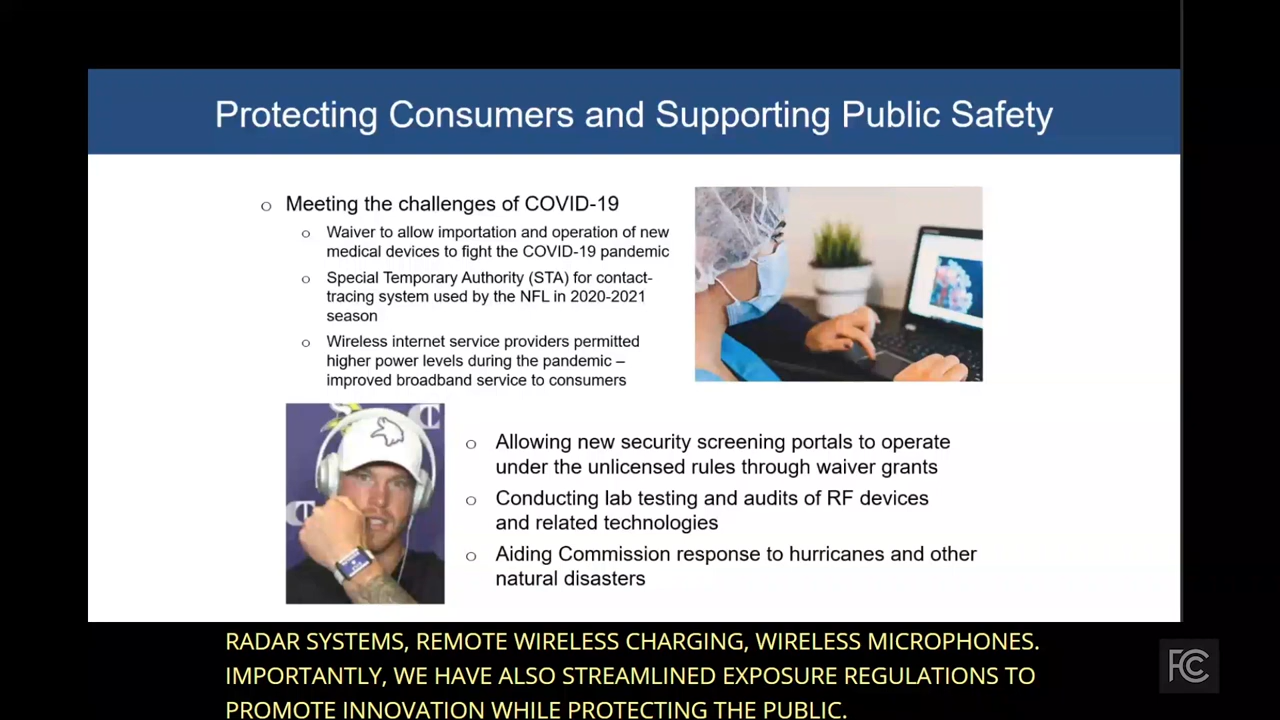 Protecting Consumers and Supporting Public Safety
o Meeting the challenges of COVID-19
o Waiver to allow importation and operation of new
medical devices to fight the COVID-19 pandemic
o Special Temporary Authority (STA) for contact-
tracing system used by the NFL in 2020-2021
season
o Wireless internet service providers permitted
higher power levels during the pandemic –
improved broadband service to consumers
o Allowing new security screening portals to operate
under the unlicensed rules through waiver grants
o Conducting lab testing and audits of RF devices
and related technologies
o Aiding Commission response to hurricanes and other
natural disasters
RADAR SYSTEMS, REMOTE WIRELESS CHARGING, WIRELESS MICROPHONES.
IMPORTANTLY, WE HAVE ALSO STREAMLINED EXPOSURE REGULATIONS TO
PROMOTE INNOVATION WHILE PROTECTING THE PUBLIC.
FCC